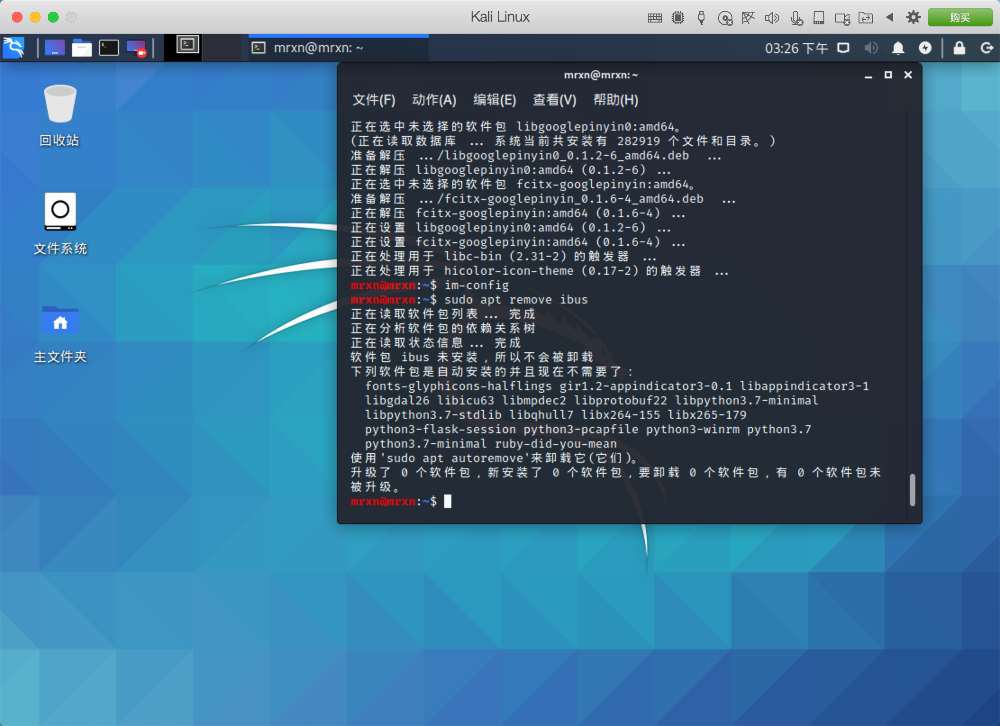 Kali Linux
购买
mrxn@mrxn: ~
03:26 下午
回收站
文件系统
主文件夹
mrxn@mrxn: ~
文件(F) 动作(A) 编辑(E) 查看(V) 帮助(H)
正在选中未选择的软件包 libgooglepinyin0:amd64。
(正在读取数据库 ... 系统当前共安装有 282919 个文件和目录。)
准备解压 .../libgooglepinyin0_0.1.2-6_amd64.deb ...
正在解压 libgooglepinyin0:amd64 (0.1.2-6) ...
正在选中未选择的软件包 fcitx-googlepinyin:amd64。
准备解压 .../fcitx-googlepinyin_0.1.6-4_amd64.deb ...
正在解压 fcitx-googlepinyin:amd64 (0.1.6-4) ...
正在设置 libgooglepinyin0:amd64 (0.1.2-6) ...
正在设置 fcitx-googlepinyin:amd64 (0.1.6-4) ...
正在处理用于 libc-bin (2.31-2) 的触发器 ...
正在处理用于 hicolor-icon-theme (0.17-2) 的触发器 ...
mrxn@mrxn:~$ im-config
mrxn@mrxn:~$ sudo apt remove ibus
正在读取软件包列表... 完成
正在分析软件包的依赖关系树
正在读取状态信息... 完成
软件包 ibus 未安装，所以不会被卸载
下列软件包是自动安装的并且现在不需要了：
fonts-glyphicons-halflings gir1.2-appindicator3-0.1 libappindicator3-1
libgdal26 libicu63 libmpdec2 libprotobuf22 libpython3.7-minimal
libpython3.7-stdlib libqhull7 libx264-155 libx265-179
python3-flask-session python3-pcapfile python3-winrm python3.7
python3.7-minimal ruby-did-you-mean
使用'sudo apt autoremove'来卸载它(它们)。
升级了 0 个软件包，新安装了 0 个软件包，要卸载 0 个软件包，有 0 个软件包未
被升级。
mrxn@mrxn:~$